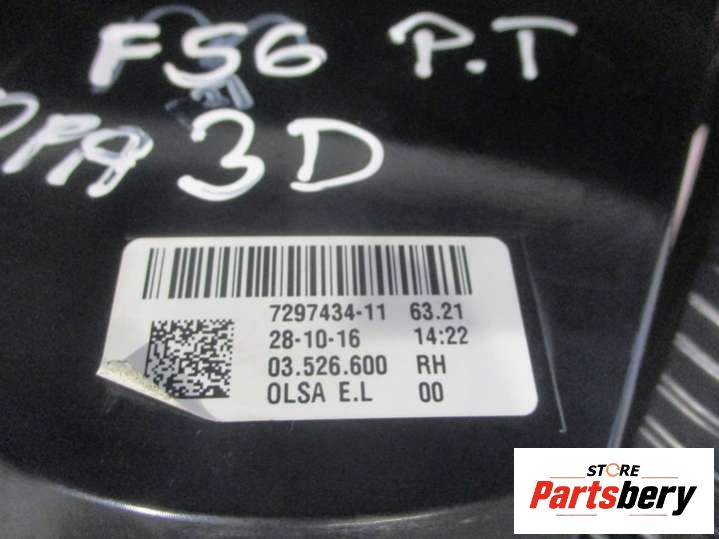 F56 P.T
3D
7297434-11 63.21
28-10-16 14:22
03.526.600 RH
OLSA E.L 00
STORE
Partsbery